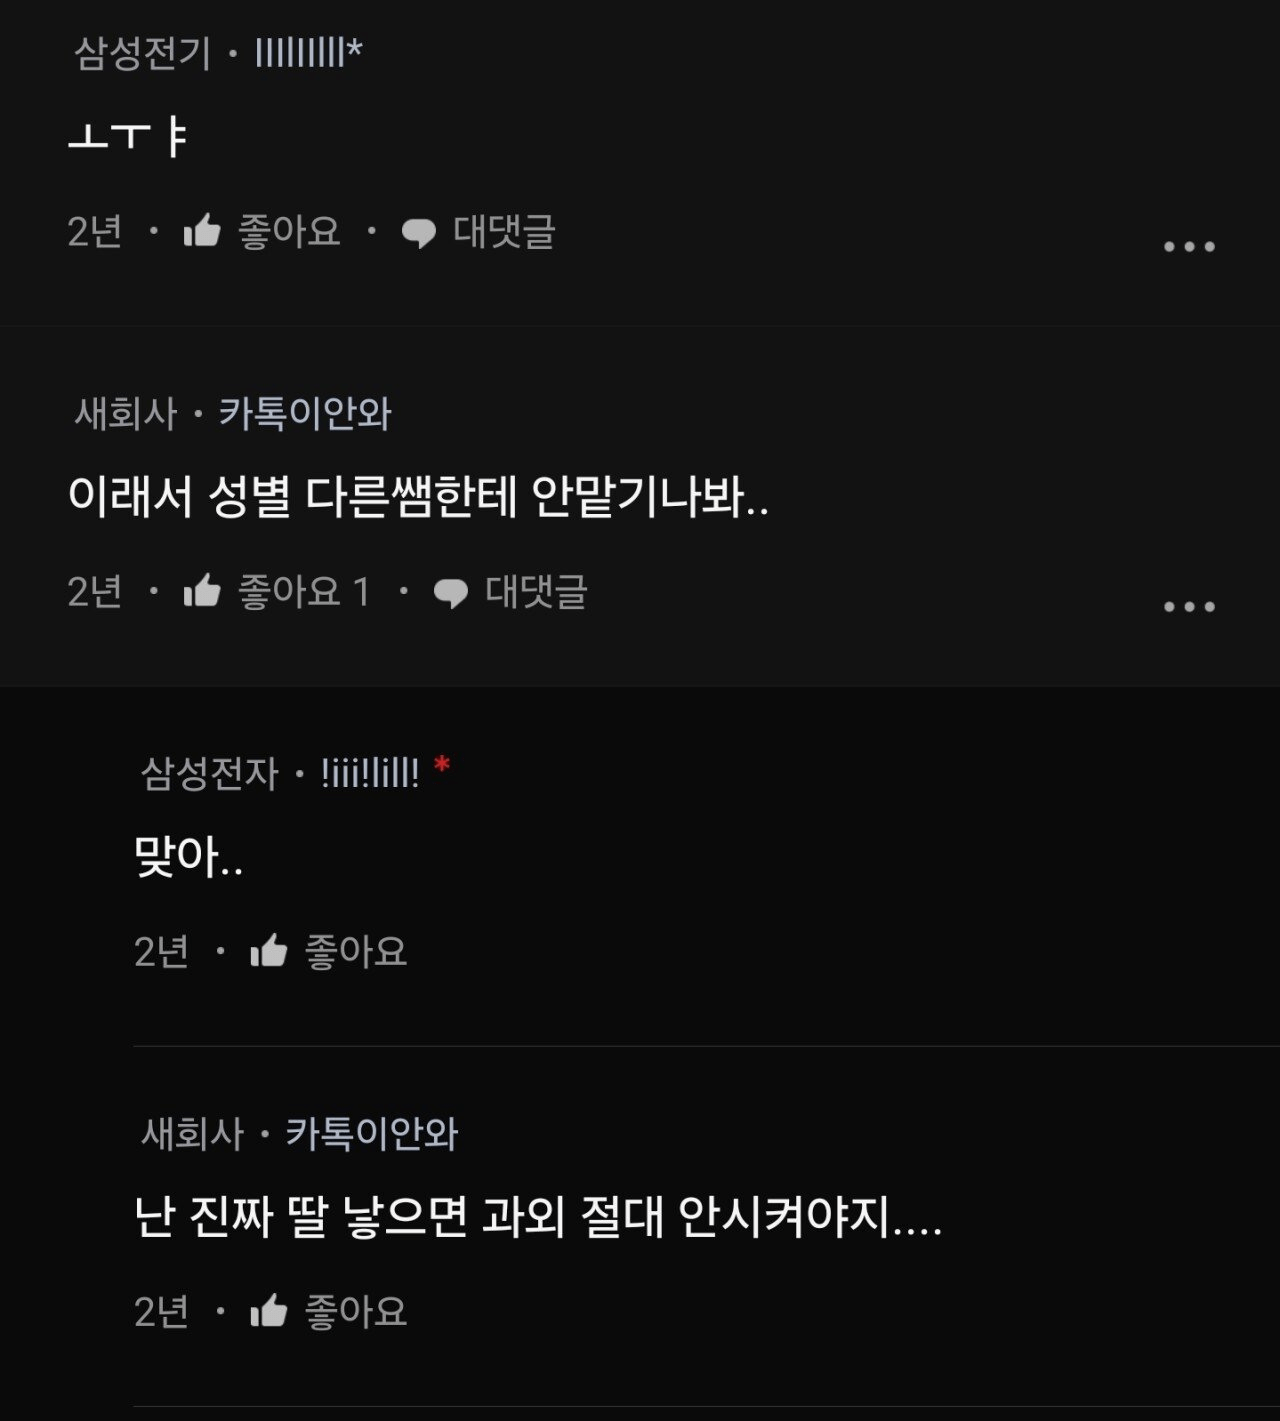 삼성전기 · lllllllll*
ㅗㅜㅑ
2년 · 좋아요 · 대댓글
새회사 · 카톡이안와
이래서 성별 다른쌤한테 안맡기나봐..
2년 · 좋아요 1 · 대댓글
삼성전자 · !iii!lill! *
맞아..
2년 · 좋아요
새회사 · 카톡이안와
난 진짜 딸 낳으면 과외 절대 안시켜야지....
2년 · 좋아요